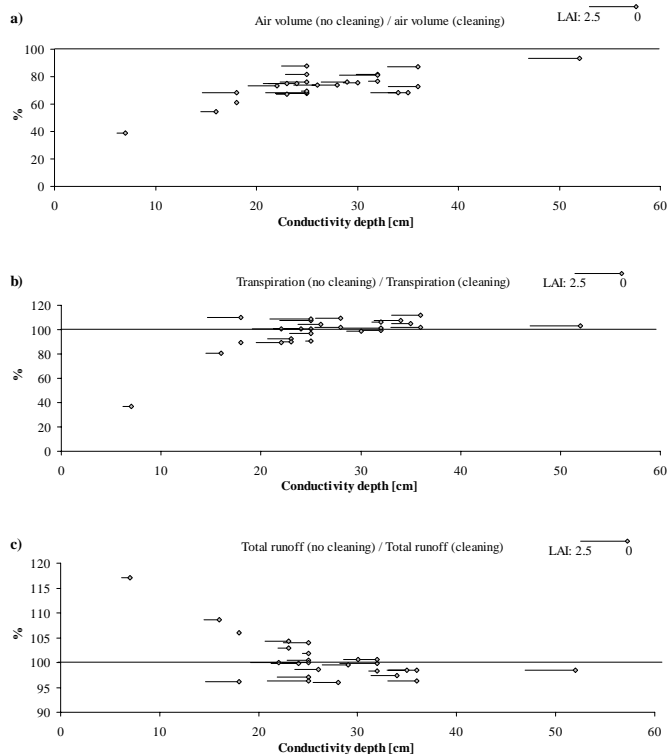 a) Air volume (no cleaning) / air volume (cleaning) LAI: 2.5 0
100
80
60
40
20
0
%
0 10 20 30 40 50 60
Conductivity depth [cm]
b) Transpiration (no cleaning) / Transpiration (cleaning) LAI: 2.5 0
120
100
80
60
40
20
0
%
0 10 20 30 40 50 60
Conductivity depth [cm]
c) Total runoff (no cleaning) / Total runoff (cleaning) LAI: 2.5 0
120
115
110
105
100
95
90
%
0 10 20 30 40 50 60
Conductivity depth [cm]